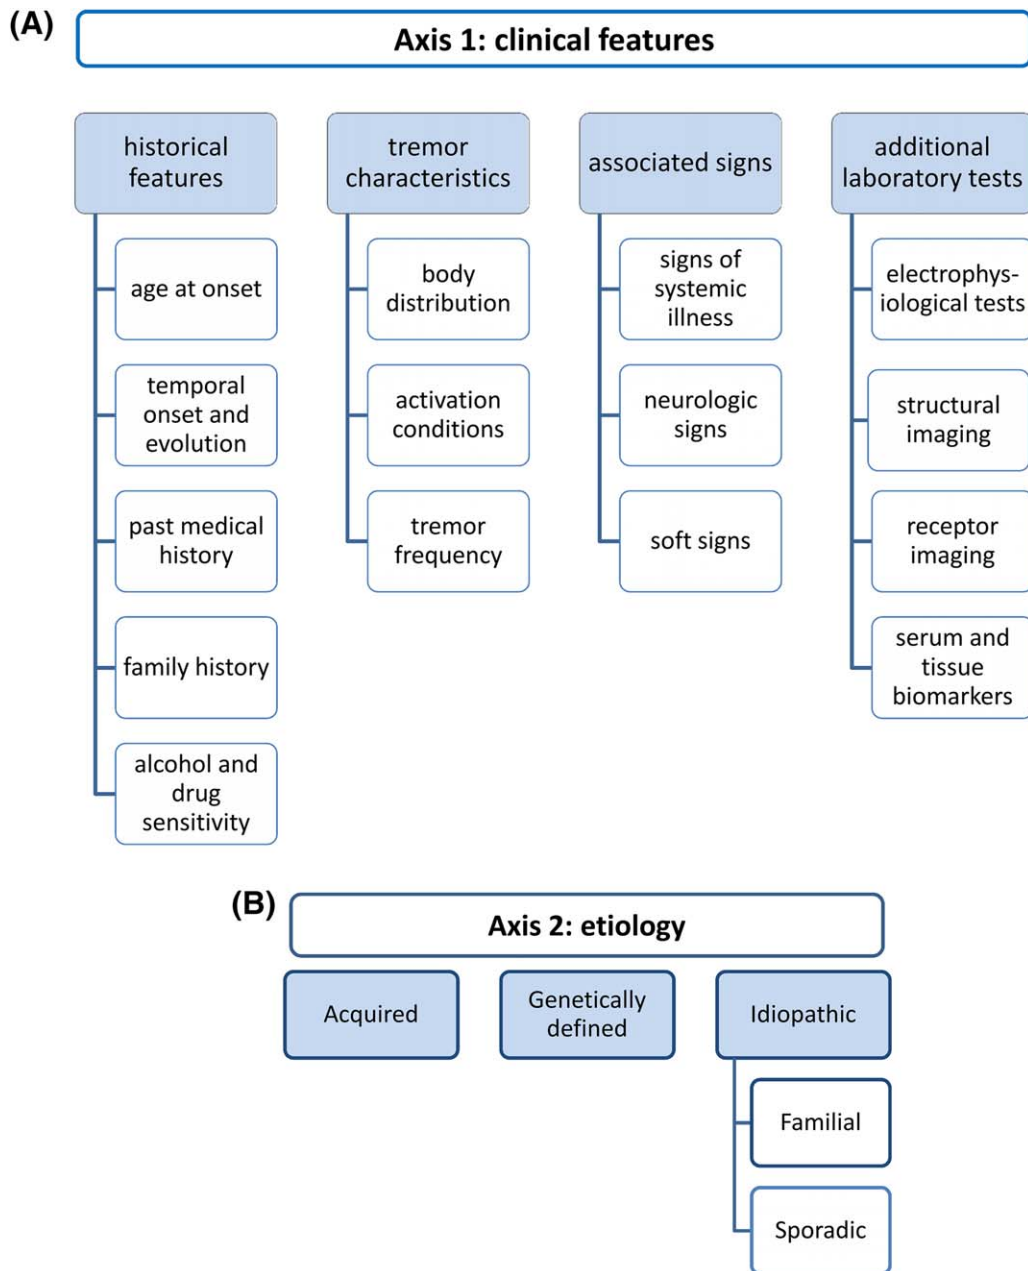 (A)
Axis 1: clinical features
historical
features
age at onset
temporal
onset and
evolution
past medical
history
family history
alcohol and
drug
sensitivity
tremor
characteristics
body
distribution
activation
conditions
tremor
frequency
associated signs
signs of
systemic
illness
neurologic
signs
soft signs
additional
laboratory tests
electrophys-
iological tests
structural
imaging
receptor
imaging
serum and
tissue
biomarkers
(B)
Axis 2: etiology
Acquired
Genetically
defined
Idiopathic
Familial
Sporadic